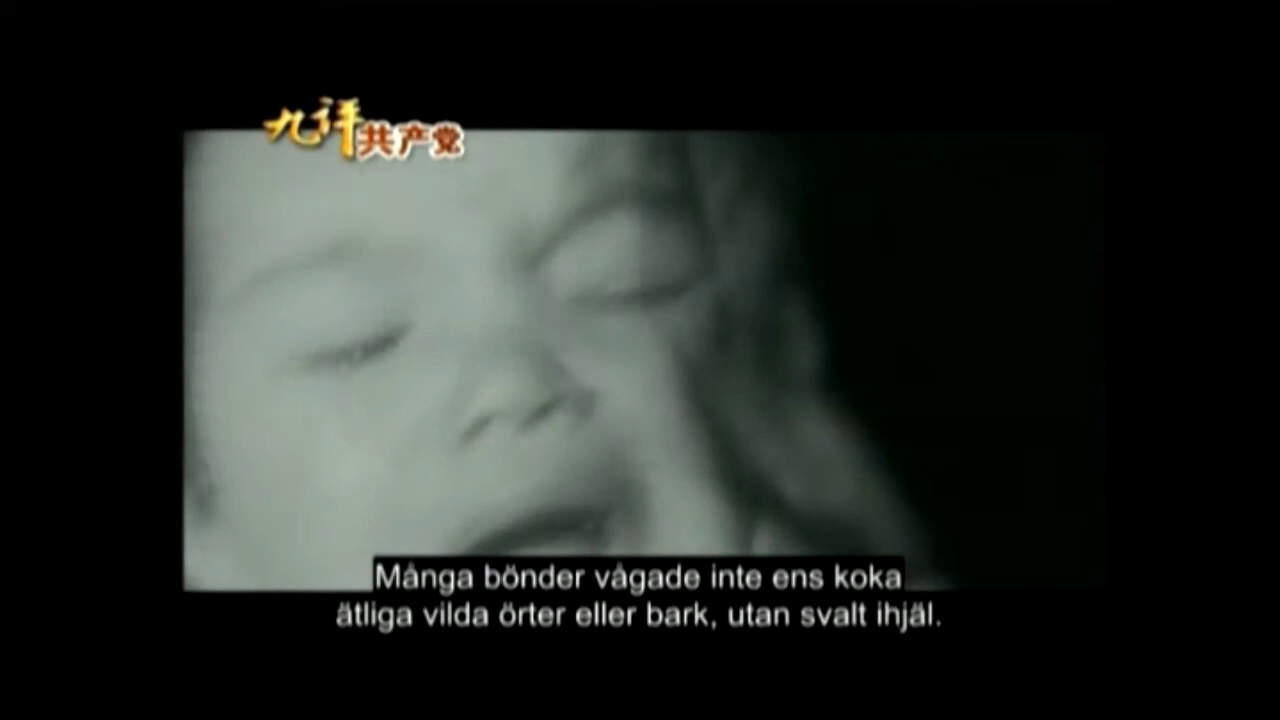 九评共产党
Många bönder vågade inte ens koka
ätliga vilda örter eller bark, utan svalt ihjäl.